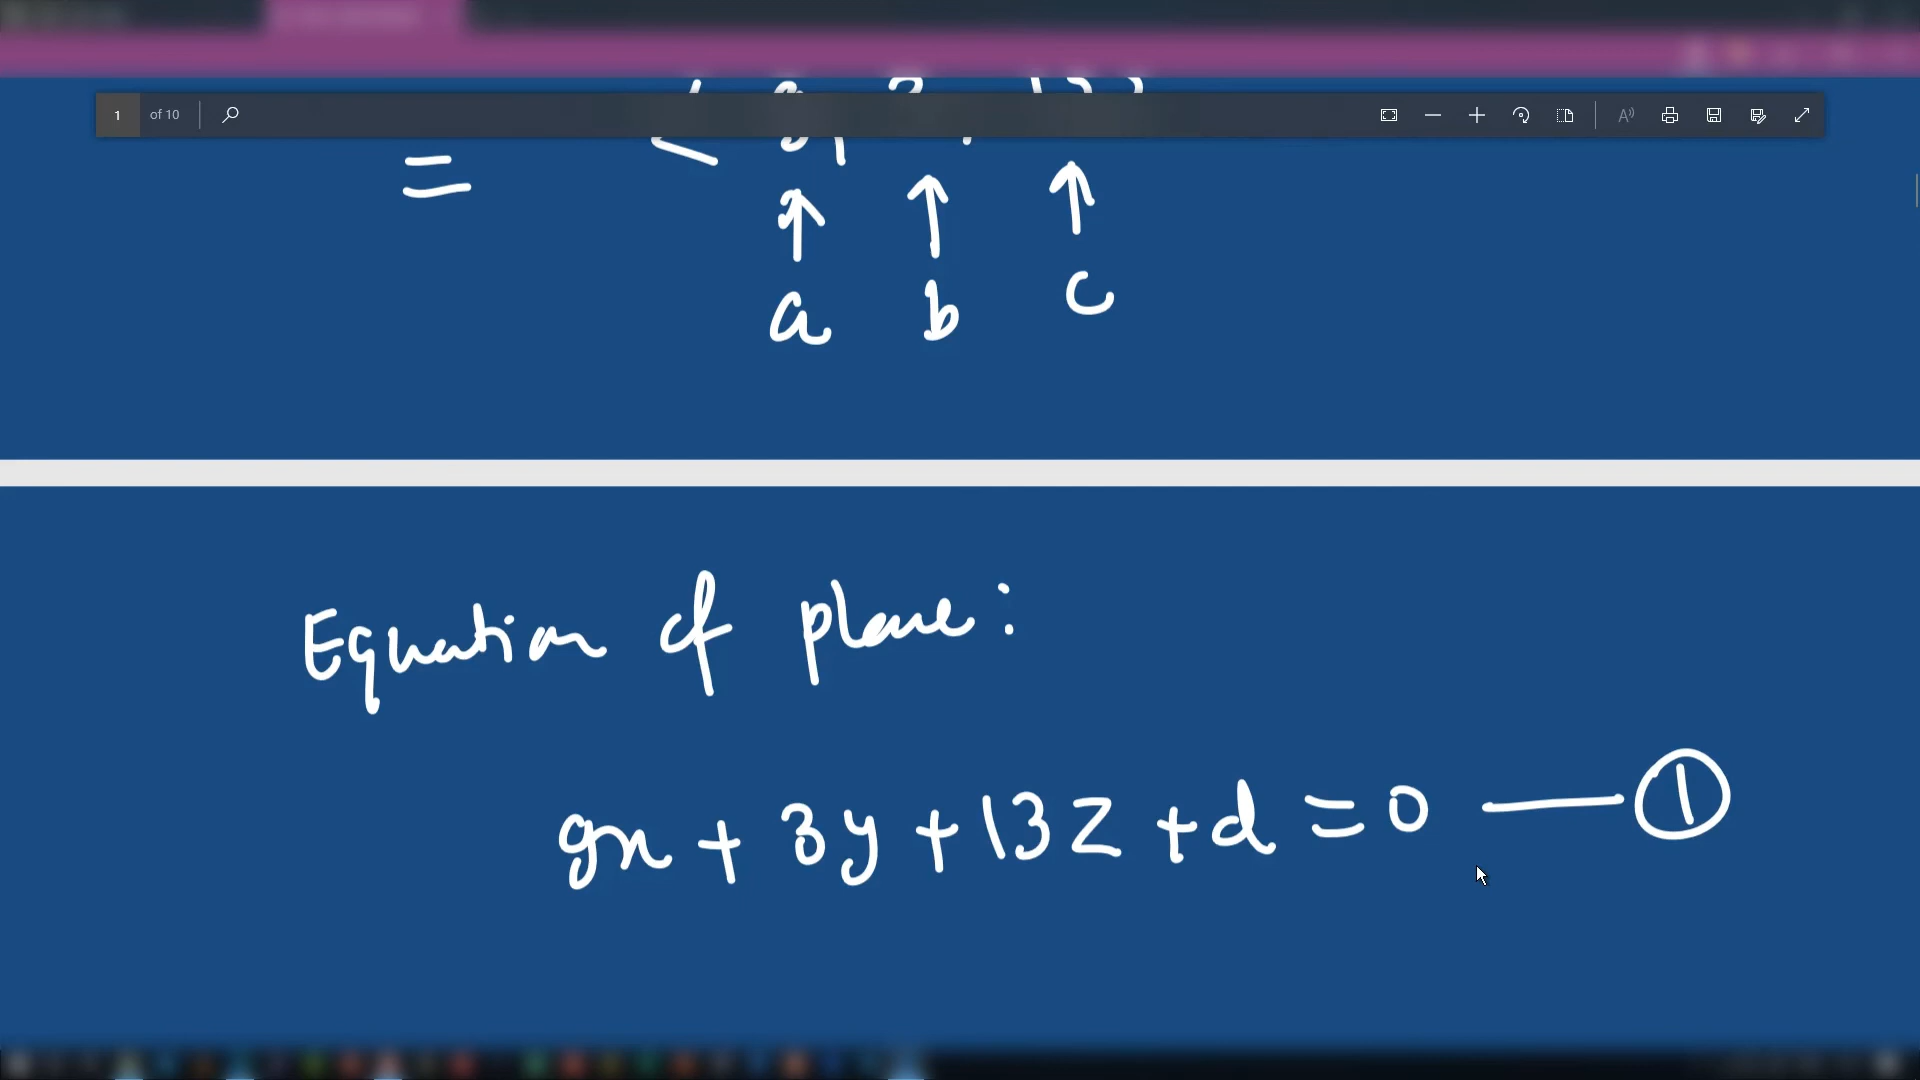 1 of 10
=
a b c
Equation of plane:
9x + 3y + 13z + d = 0 — ①